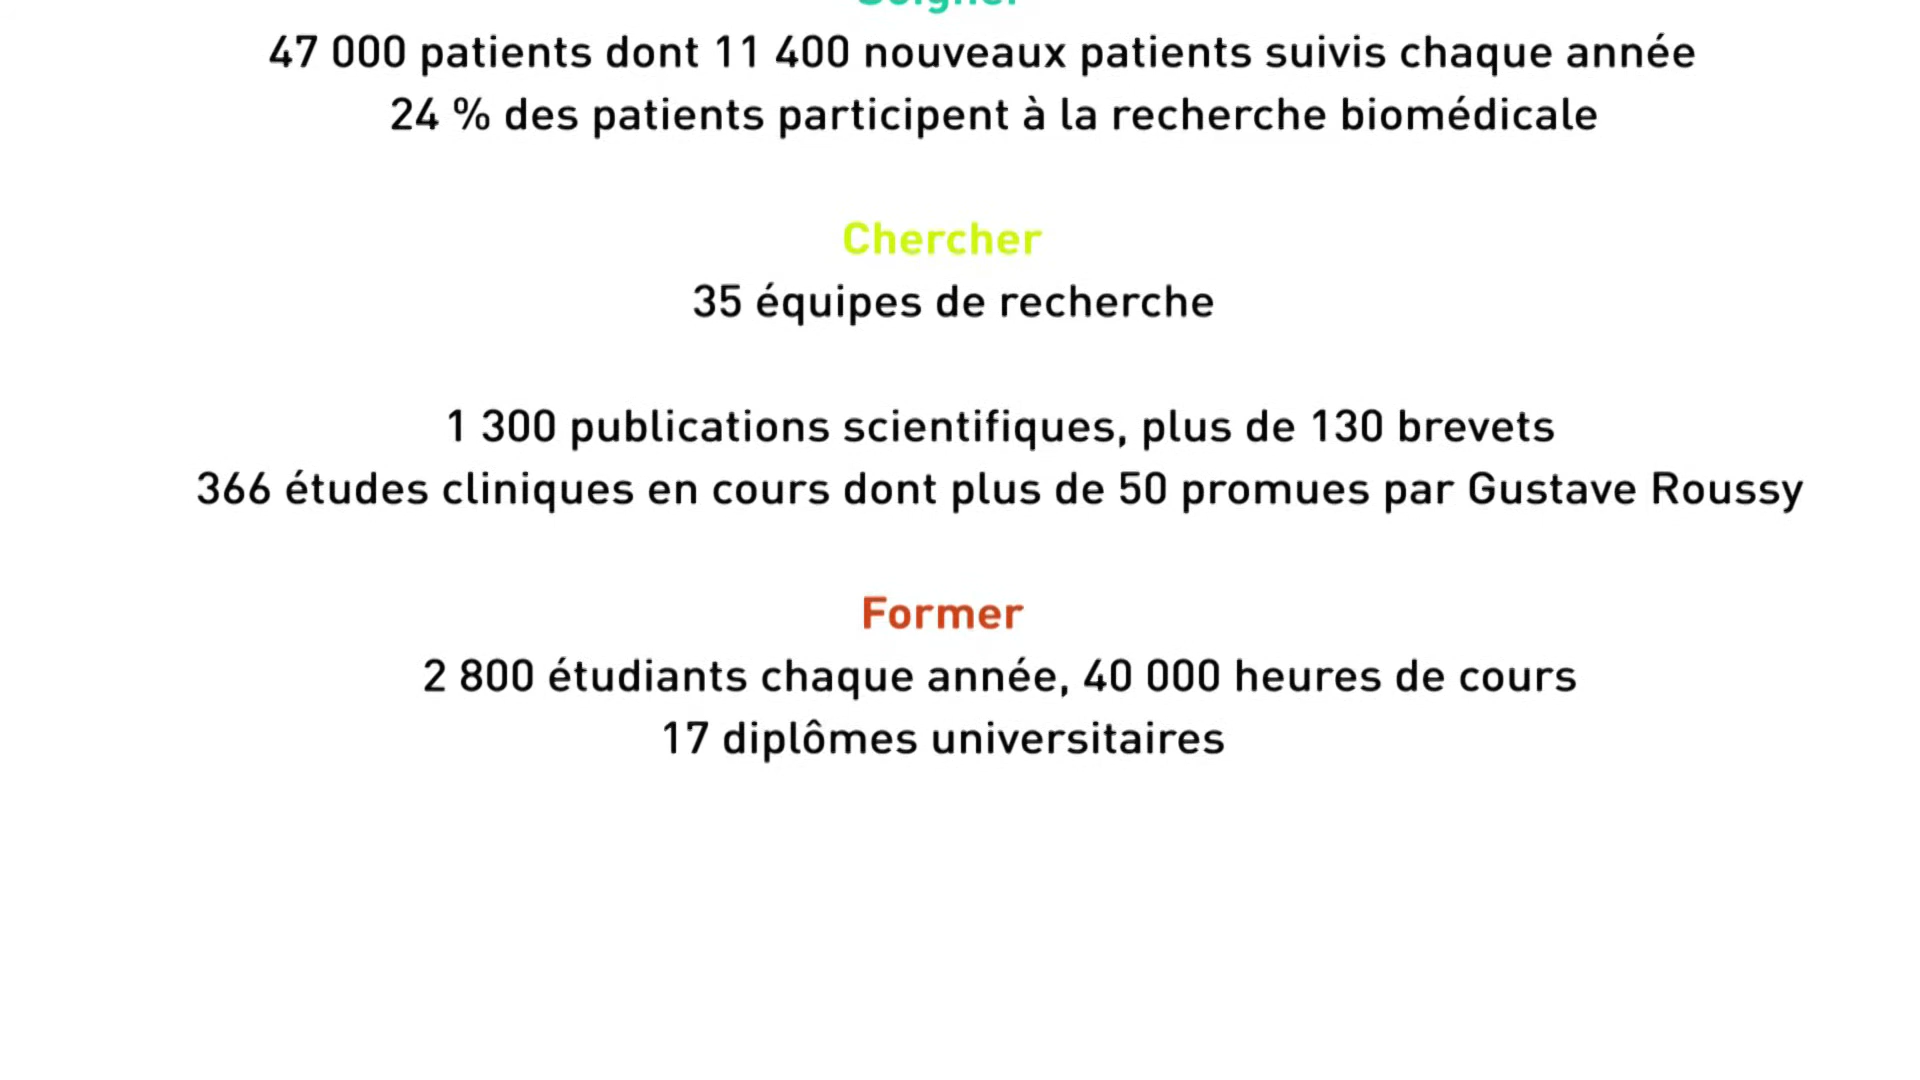 Soigner
47 000 patients dont 11 400 nouveaux patients suivis chaque année
24 % des patients participent à la recherche biomédicale
Chercher
35 équipes de recherche
1 300 publications scientifiques, plus de 130 brevets
366 études cliniques en cours dont plus de 50 promues par Gustave Roussy
Former
2 800 étudiants chaque année, 40 000 heures de cours
17 diplômes universitaires